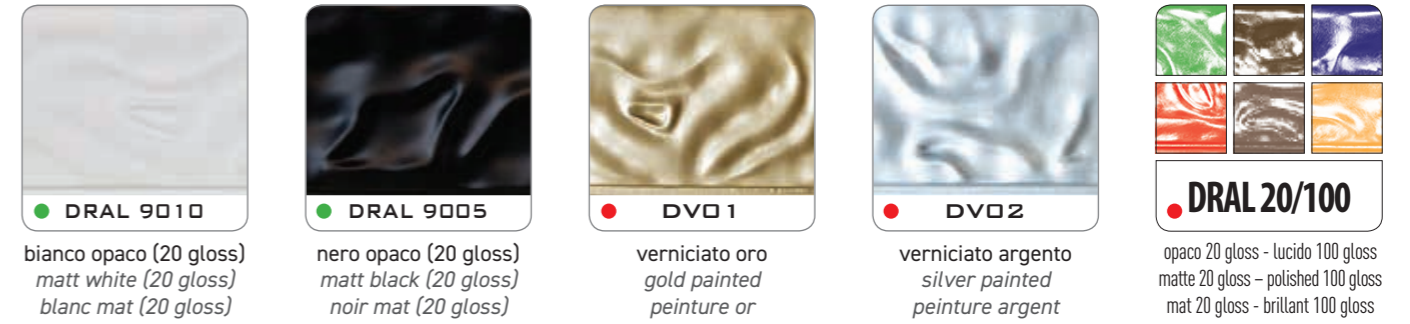 DRAL 9010
bianco opaco (20 gloss)
matt white (20 gloss)
blanc mat (20 gloss)
DRAL 9005
nero opaco (20 gloss)
matt black (20 gloss)
noir mat (20 gloss)
DV01
verniciato oro
gold painted
peinture or
DV02
verniciato argento
silver painted
peinture argent
DRAL 20/100
opaco 20 gloss - lucido 100 gloss
matte 20 gloss – polished 100 gloss
mat 20 gloss - brillant 100 gloss